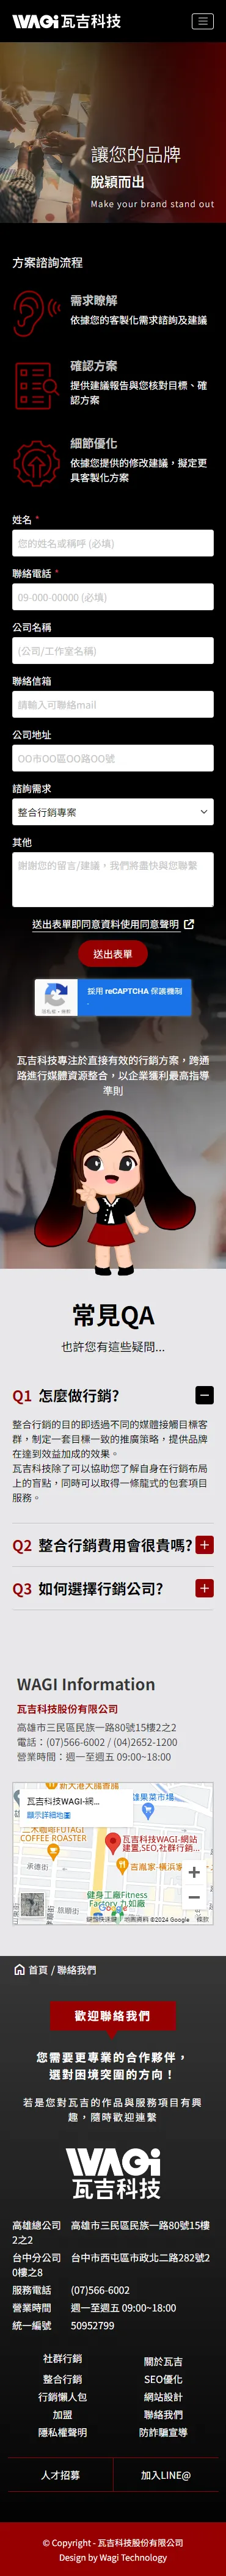 WAGi 瓦吉科技
讓您的品牌
脫穎而出
Make your brand stand out
方案諮詢流程
需求瞭解
依據您的客製化需求諮詢及建議
確認方案
提供建議報告與您核對目標、確
認方案
細節優化
依據您提供的修改建議，擬定更
具客製化方案
姓名 *
您的姓名或稱呼 (必填)
聯絡電話 *
09-000-00000 (必填)
公司名稱
(公司/工作室名稱)
聯絡信箱
請輸入可聯絡mail
公司地址
OO市OO區OO路OO號
諮詢需求
整合行銷專案
其他
謝謝您的留言/建議，我們將盡快與您聯繫
送出表單即同意資料使用同意聲明
送出表單
採用 reCAPTCHA 保護機制
隱私權 - 條款
瓦吉科技專注於直接有效的行銷方案，跨通
路進行媒體資源整合，以企業獲利最高指導
準則
常見QA
也許您有這些疑問...
Q1 怎麼做行銷?
整合行銷的目的即透過不同的媒體接觸目標客
群，制定一套目標一致的推廣策略，提供品牌
在達到效益加成的效果。
瓦吉科技除了可以協助您了解自身在行銷布局
上的盲點，同時可以取得一條龍式的包套項目
服務。
Q2 整合行銷費用會很貴嗎?
Q3 如何選擇行銷公司?
WAGI Information
瓦吉科技股份有限公司
高雄市三民區民族一路80號15樓之2
電話：(07)566-6002 / (04)2652-1200
營業時間：週一至週五 09:00~18:00
新大港戊腸香
瓦吉科技WAGI-網...
顯示詳細地圖
雄果菜市場
三木咖啡FUTAGI
COFFEE ROASTER
瓦吉科技WAGI-網站
建置,SEO,社群行銷...
承德街
吉胤家-橫濱家
健身工廠Fitness
Factory 九如廠
Google
鍵盤快速鍵 地圖資料 ©2024 Google 條款
首頁 / 聯絡我們
歡迎聯絡我們
您需要更專業的合作夥伴，
選對困境突圍的方向！
若是您對瓦吉的作品與服務項目有興
趣，隨時歡迎連繫
WAGi
瓦吉科技
高雄總公司 高雄市三民區民族一路80號15樓
2之2
台中分公司 台中市西屯區市政北二路282號2
0樓之8
服務電話 (07)566-6002
營業時間 週一至週五 09:00~18:00
統一編號 50952799
社群行銷 關於瓦吉
整合行銷 SEO優化
行銷懶人包 網站設計
加盟 聯絡我們
隱私權聲明 防詐騙宣導
人才招募 加入LINE@
© Copyright - 瓦吉科技股份有限公司
Design by Wagi Technology